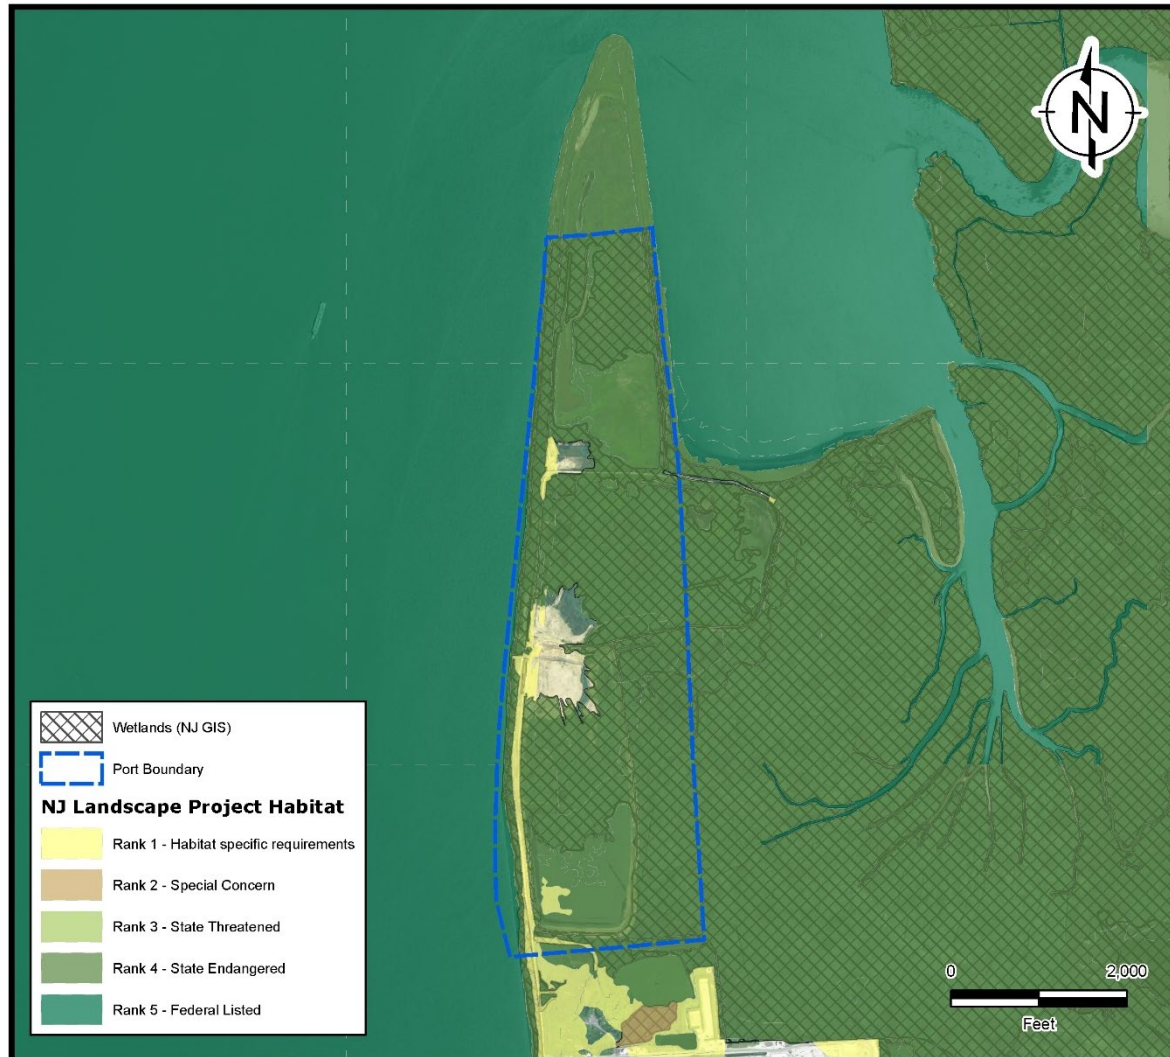 N
Wetlands (NJ GIS)
Port Boundary
NJ Landscape Project Habitat
Rank 1 - Habitat specific requirements
Rank 2 - Special Concern
Rank 3 - State Threatened
Rank 4 - State Endangered
Rank 5 - Federal Listed
0 2,000
Feet